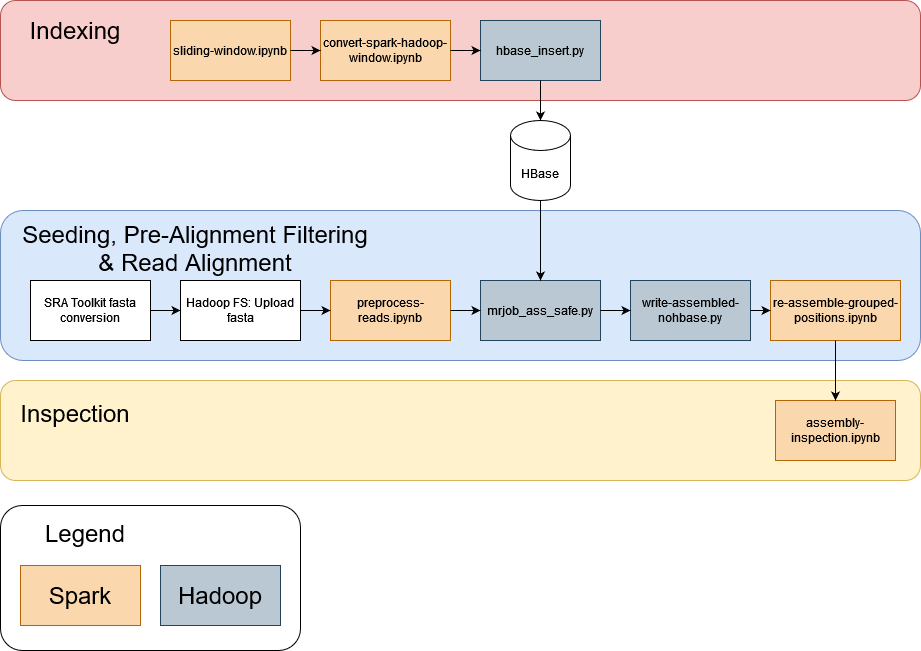 Indexing
sliding-window.ipynb
convert-spark-hadoop-
window.ipynb
hbase_insert.py
HBase
Seeding, Pre-Alignment Filtering
& Read Alignment
SRA Toolkit fasta
conversion
Hadoop FS: Upload
fasta
preprocess-
reads.ipynb
mrjob_ass_safe.py
write-assembled-
nohbase.py
re-assemble-grouped-
positions.ipynb
Inspection
assembly-
inspection.ipynb
Legend
Spark
Hadoop